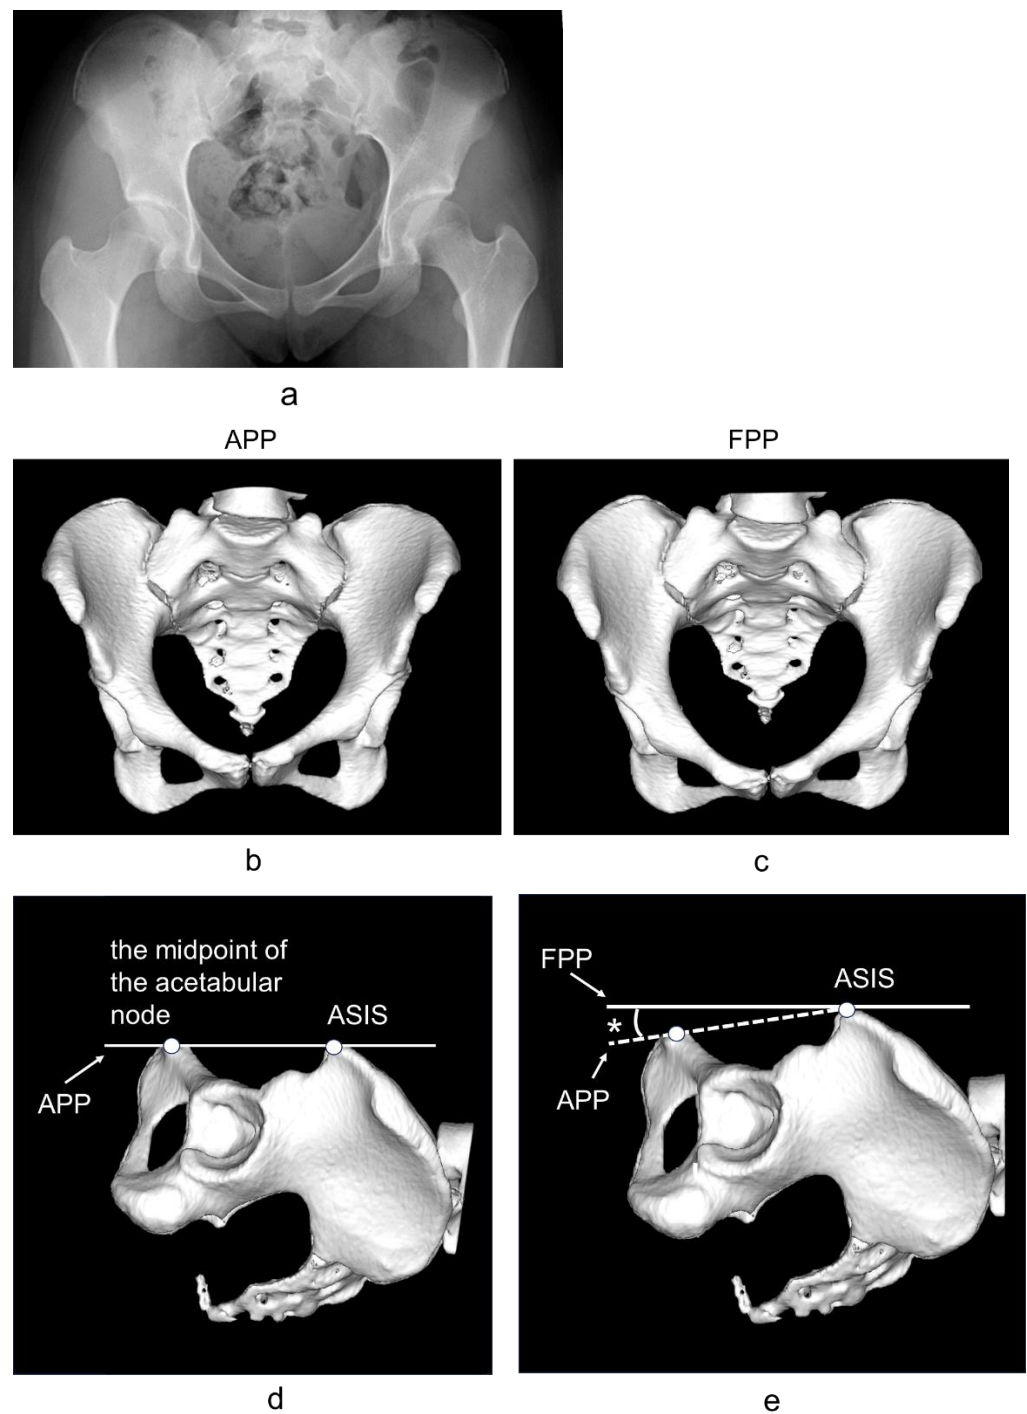 a
APP
FPP
b
c
the midpoint of
the acetabular
node
ASIS
APP
FPP
ASIS
*
APP
d
e